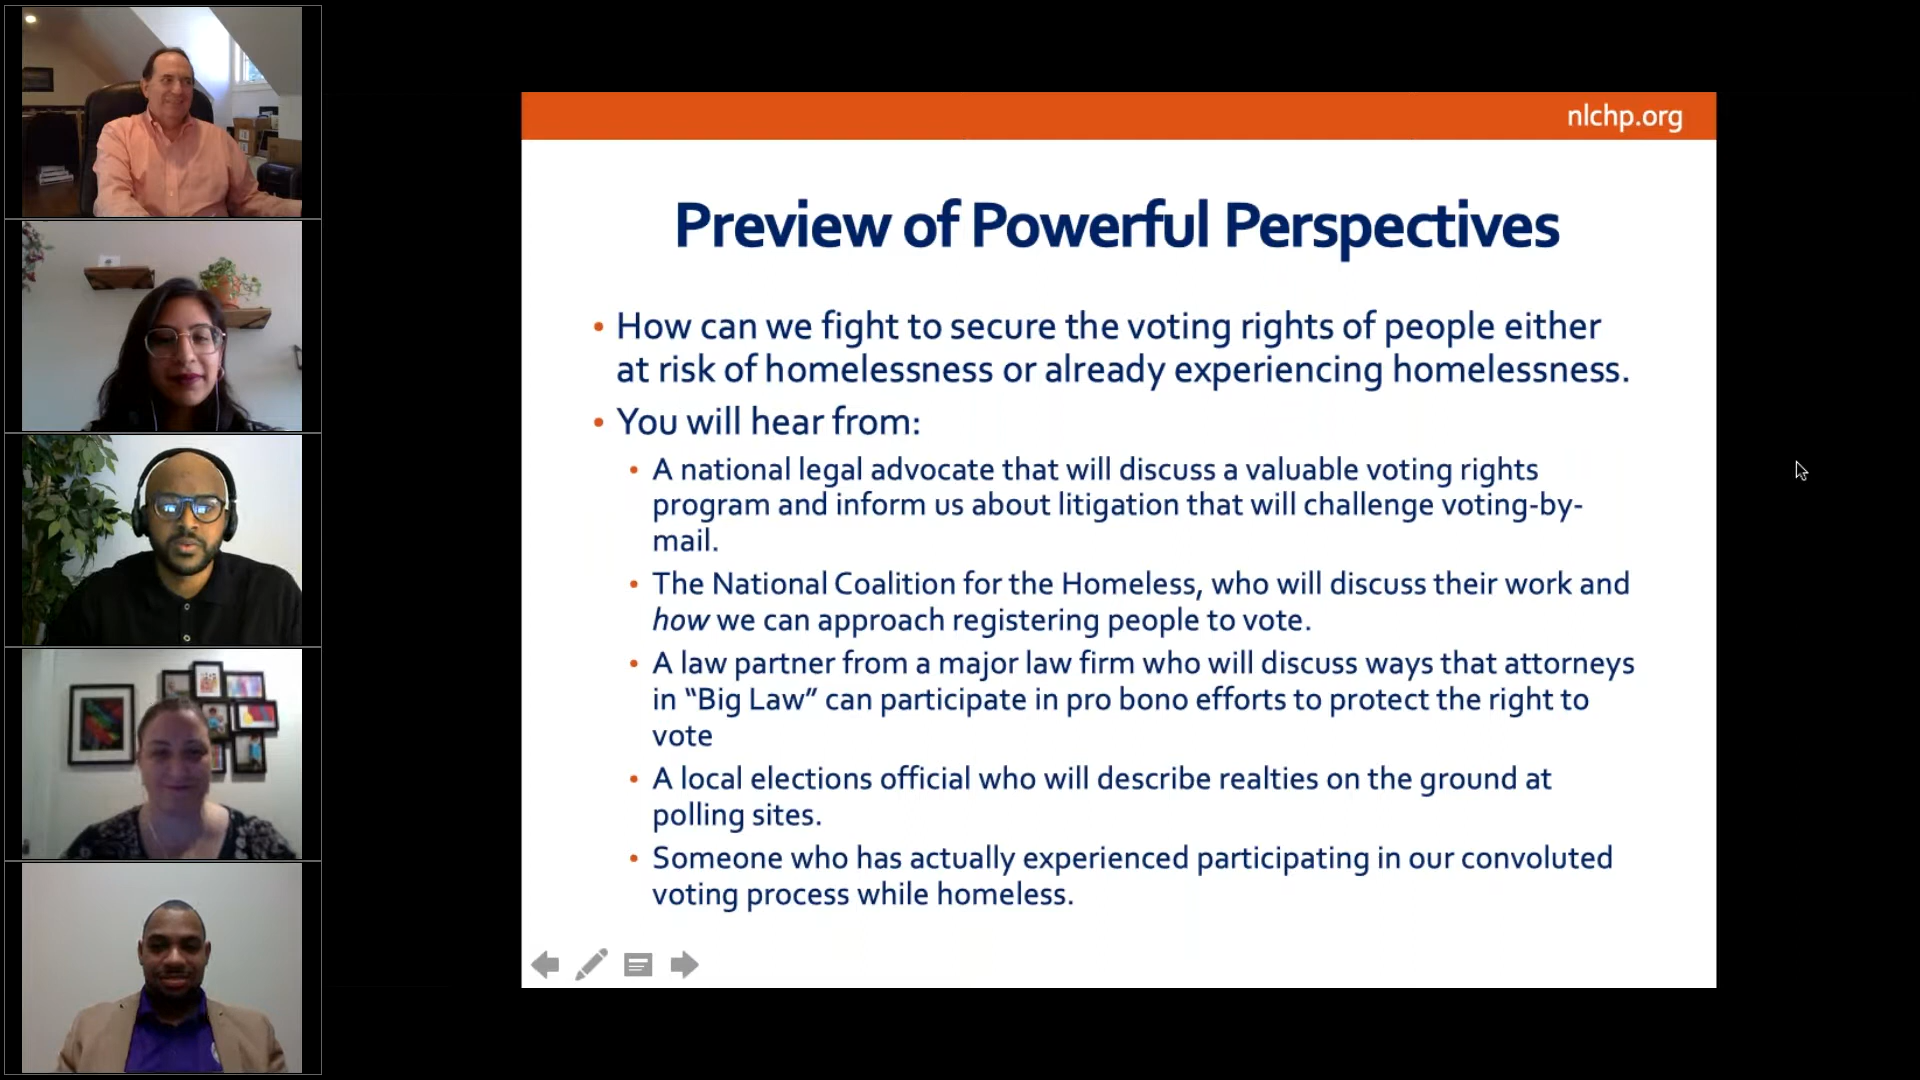 nlchp.org
Preview of Powerful Perspectives
• How can we fight to secure the voting rights of people either
at risk of homelessness or already experiencing homelessness.
• You will hear from:
• A national legal advocate that will discuss a valuable voting rights
program and inform us about litigation that will challenge voting-by-
mail.
• The National Coalition for the Homeless, who will discuss their work and
how we can approach registering people to vote.
• A law partner from a major law firm who will discuss ways that attorneys
in “Big Law” can participate in pro bono efforts to protect the right to
vote
• A local elections official who will describe realties on the ground at
polling sites.
• Someone who has actually experienced participating in our convoluted
voting process while homeless.